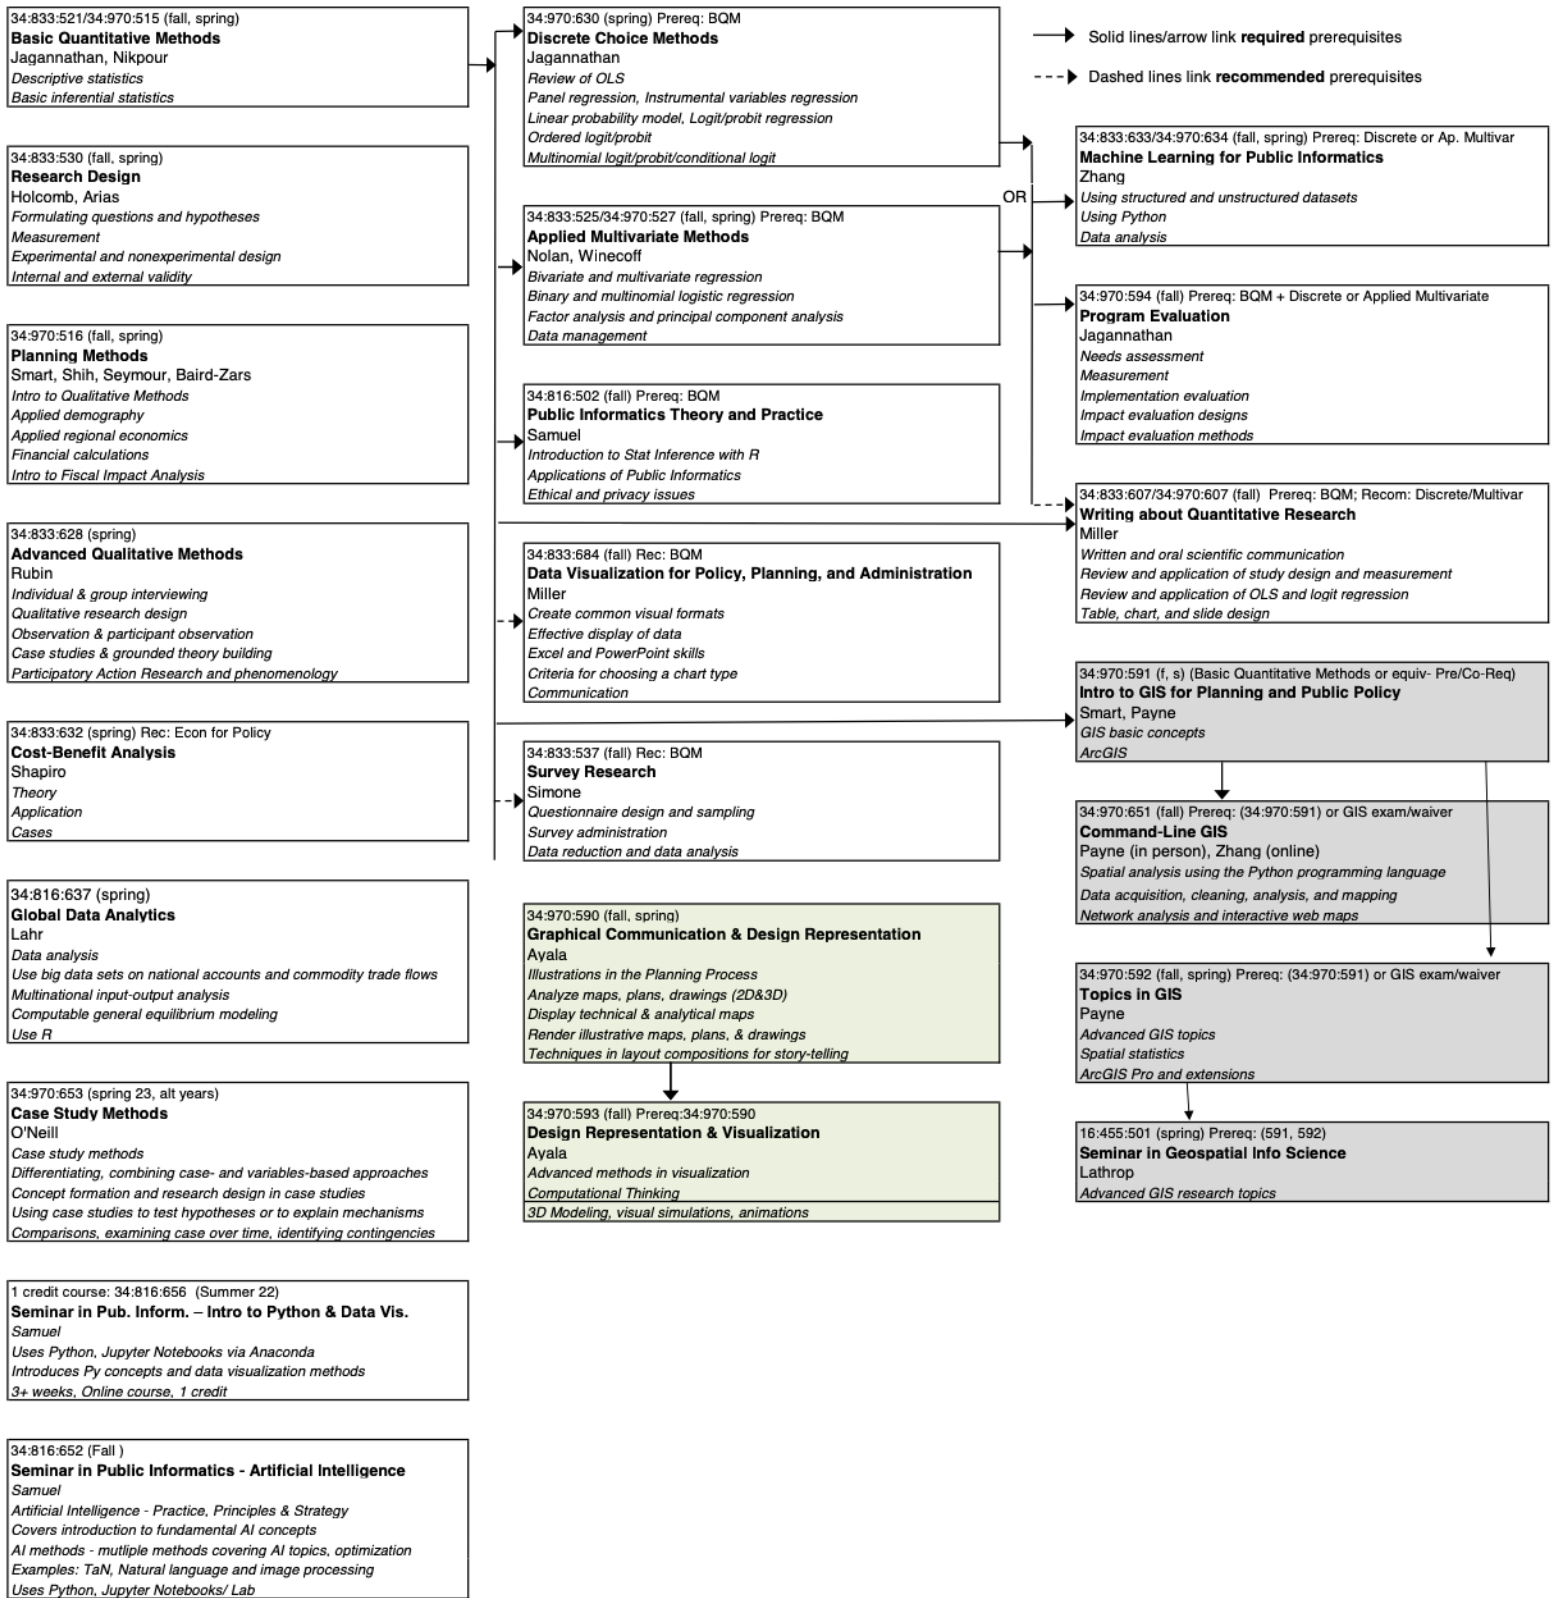 34:833:521/34:970:515 (fall, spring)
Basic Quantitative Methods
Jagannathan, Nikpour
Descriptive statistics
Basic inferential statistics
34:833:530 (fall, spring)
Research Design
Holcomb, Arias
Formulating questions and hypotheses
Measurement
Experimental and nonexperimental design
Internal and external validity
34:970:516 (fall, spring)
Planning Methods
Smart, Shih, Seymour, Baird-Zars
Intro to Qualitative Methods
Applied demography
Applied regional economics
Financial calculations
Intro to Fiscal Impact Analysis
34:833:628 (spring)
Advanced Qualitative Methods
Rubin
Individual & group interviewing
Qualitative research design
Observation & participant observation
Case studies & grounded theory building
Participatory Action Research and phenomenology
34:833:632 (spring) Rec: Econ for Policy
Cost-Benefit Analysis
Shapiro
Theory
Application
Cases
34:816:637 (spring)
Global Data Analytics
Lahr
Data analysis
Use big data sets on national accounts and commodity trade flows
Multinational input-output analysis
Computable general equilibrium modeling
Use R
34:970:653 (spring 23, alt years)
Case Study Methods
O'Neill
Case study methods
Differentiating, combining case- and variables-based approaches
Concept formation and research design in case studies
Using case studies to test hypotheses or to explain mechanisms
Comparisons, examining case over time, identifying contingencies
1 credit course: 34:816:656 (Summer 22)
Seminar in Pub. Inform. – Intro to Python & Data Vis.
Samuel
Uses Python, Jupyter Notebooks via Anaconda
Introduces Py concepts and data visualization methods
3+ weeks, Online course, 1 credit
34:816:652 (Fall )
Seminar in Public Informatics - Artificial Intelligence
Samuel
Artificial Intelligence - Practice, Principles & Strategy
Covers introduction to fundamental AI concepts
AI methods - mutliple methods covering AI topics, optimization
Examples: TaN, Natural language and image processing
Uses Python, Jupyter Notebooks/ Lab
34:970:630 (spring) Prereq: BQM
Discrete Choice Methods
Jagannathan
Review of OLS
Panel regression, Instrumental variables regression
Linear probability model, Logit/probit regression
Ordered logit/probit
Multinomial logit/probit/conditional logit
34:833:525/34:970:527 (fall, spring) Prereq: BQM
Applied Multivariate Methods
Nolan, Winecoff
Bivariate and multivariate regression
Binary and multinomial logistic regression
Factor analysis and principal component analysis
Data management
34:816:502 (fall) Prereq: BQM
Public Informatics Theory and Practice
Samuel
Introduction to Stat Inference with R
Applications of Public Informatics
Ethical and privacy issues
34:833:684 (fall) Rec: BQM
Data Visualization for Policy, Planning, and Administration
Miller
Create common visual formats
Effective display of data
Excel and PowerPoint skills
Criteria for choosing a chart type
Communication
34:833:537 (fall) Rec: BQM
Survey Research
Simone
Questionnaire design and sampling
Survey administration
Data reduction and data analysis
34:970:590 (fall, spring)
Graphical Communication & Design Representation
Ayala
Illustrations in the Planning Process
Analyze maps, plans, drawings (2D&3D)
Display technical & analytical maps
Render illustrative maps, plans, & drawings
Techniques in layout compositions for story-telling
34:970:593 (fall) Prereq:34:970:590
Design Representation & Visualization
Ayala
Advanced methods in visualization
Computational Thinking
3D Modeling, visual simulations, animations
Solid lines/arrow link required prerequisites
Dashed lines link recommended prerequisites
OR
34:833:633/34:970:634 (fall, spring) Prereq: Discrete or Ap. Multivar
Machine Learning for Public Informatics
Zhang
Using structured and unstructured datasets
Using Python
Data analysis
34:970:594 (fall) Prereq: BQM + Discrete or Applied Multivariate
Program Evaluation
Jagannathan
Needs assessment
Measurement
Implementation evaluation
Impact evaluation designs
Impact evaluation methods
34:833:607/34:970:607 (fall) Prereq: BQM; Recom: Discrete/Multivar
Writing about Quantitative Research
Miller
Written and oral scientific communication
Review and application of study design and measurement
Review and application of OLS and logit regression
Table, chart, and slide design
34:970:591 (f, s) (Basic Quantitative Methods or equiv- Pre/Co-Req)
Intro to GIS for Planning and Public Policy
Smart, Payne
GIS basic concepts
ArcGIS
34:970:651 (fall) Prereq: (34:970:591) or GIS exam/waiver
Command-Line GIS
Payne (in person), Zhang (online)
Spatial analysis using the Python programming language
Data acquisition, cleaning, analysis, and mapping
Network analysis and interactive web maps
34:970:592 (fall, spring) Prereq: (34:970:591) or GIS exam/waiver
Topics in GIS
Payne
Advanced GIS topics
Spatial statistics
ArcGIS Pro and extensions
16:455:501 (spring) Prereq: (591, 592)
Seminar in Geospatial Info Science
Lathrop
Advanced GIS research topics